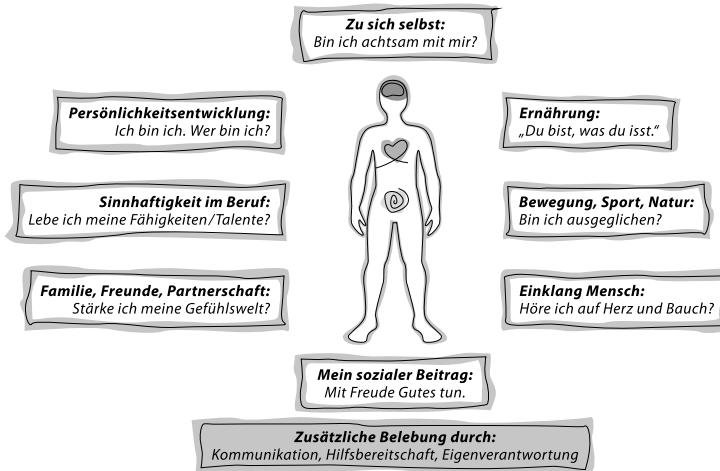 Zu sich selbst:
Bin ich achtsam mit mir?
Persönlichkeitsentwicklung:
Ich bin ich. Wer bin ich?
Ernährung:
„Du bist, was du isst.“
Sinnhaftigkeit im Beruf:
Lebe ich meine Fähigkeiten/Talente?
Bewegung, Sport, Natur:
Bin ich ausgeglichen?
Familie, Freunde, Partnerschaft:
Stärke ich meine Gefühlswelt?
Einklang Mensch:
Höre ich auf Herz und Bauch?
Mein sozialer Beitrag:
Mit Freude Gutes tun.
Zusätzliche Belebung durch:
Kommunikation, Hilfsbereitschaft, Eigenverantwortung